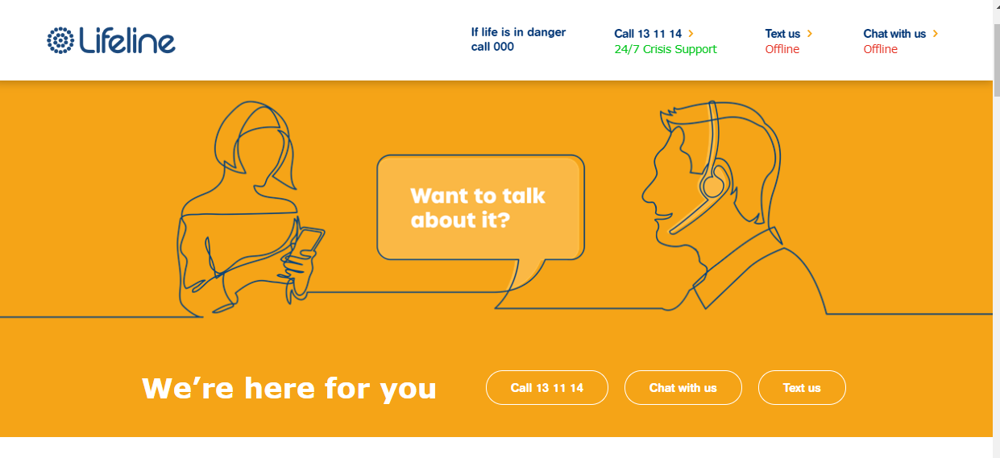 Lifeline
If life is in danger
call 000
Call 13 11 14
24/7 Crisis Support
Text us
Offline
Chat with us
Offline
Want to talk
about it?
We’re here for you
Call 13 11 14
Chat with us
Text us